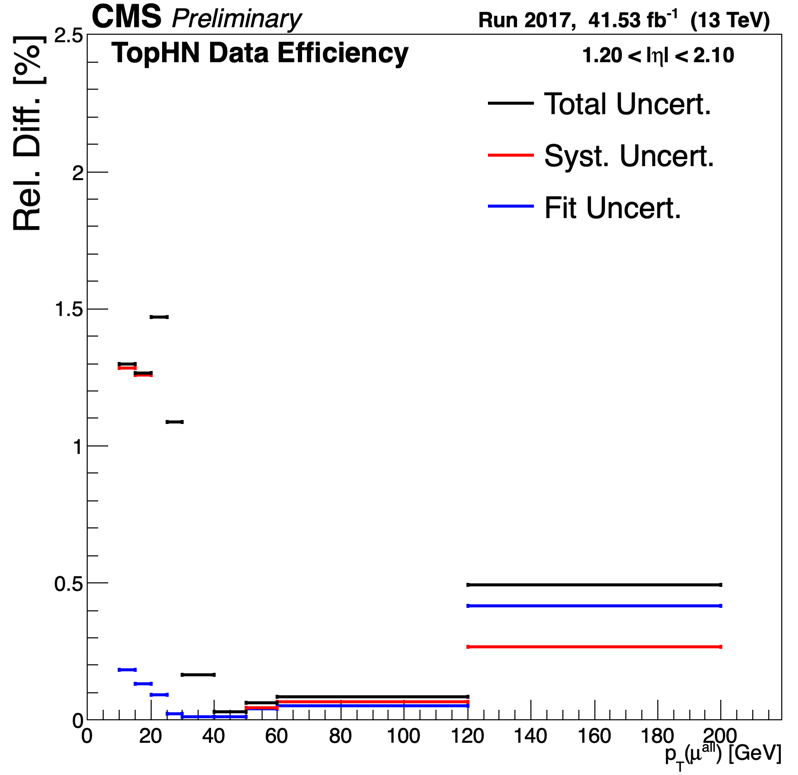 CMS Preliminary Run 2017, 41.53 fb⁻¹ (13 TeV)
TopHN Data Efficiency 1.20 < |η| < 2.10
Total Uncert.
Syst. Uncert.
Fit Uncert.
Rel. Diff. [%]
2.5
2
1.5
1
0.5
0
0 20 40 60 80 100 120 140 160 180 200
p_T(μ^all) [GeV]